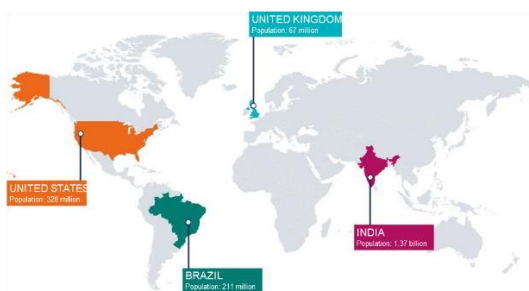 UNITED KINGDOM
Population: 67 million
UNITED STATES
Population: 328 million
INDIA
Population: 1.37 billion
BRAZIL
Population: 211 million